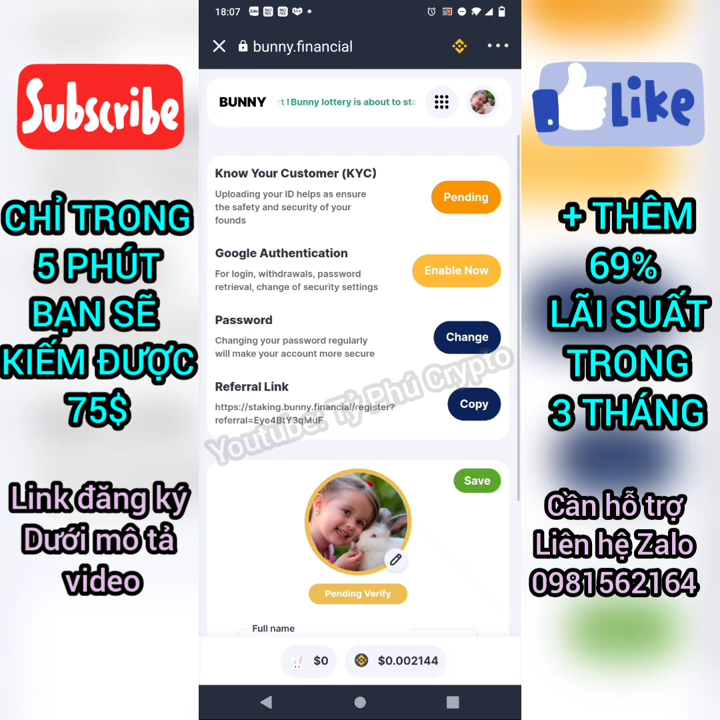 18:07
bunny.financial
Subscribe
Like
BUNNY
rt ! Bunny lottery is about to sta
CHỈ TRONG
5 PHÚT
BẠN SẼ
KIẾM ĐƯỢC
75$
Link đăng ký
Dưới mô tả
video
Know Your Customer (KYC)
Uploading your ID helps as ensure
the safety and security of your
founds
Pending
Google Authentication
For login, withdrawals, password
retrieval, change of security settings
Enable Now
Password
Changing your password regularly
will make your account more secure
Change
Referral Link
https://staking.bunny.financial/register?
referral=Eye4BtY3qMuF
Copy
Youtube: Tỷ Phú Crypto
Save
Pending Verify
Full name
$0
$0.002144
+ THÊM
69%
LÃI SUẤT
TRONG
3 THÁNG
Cần hỗ trợ
Liên hệ Zalo
0981562164